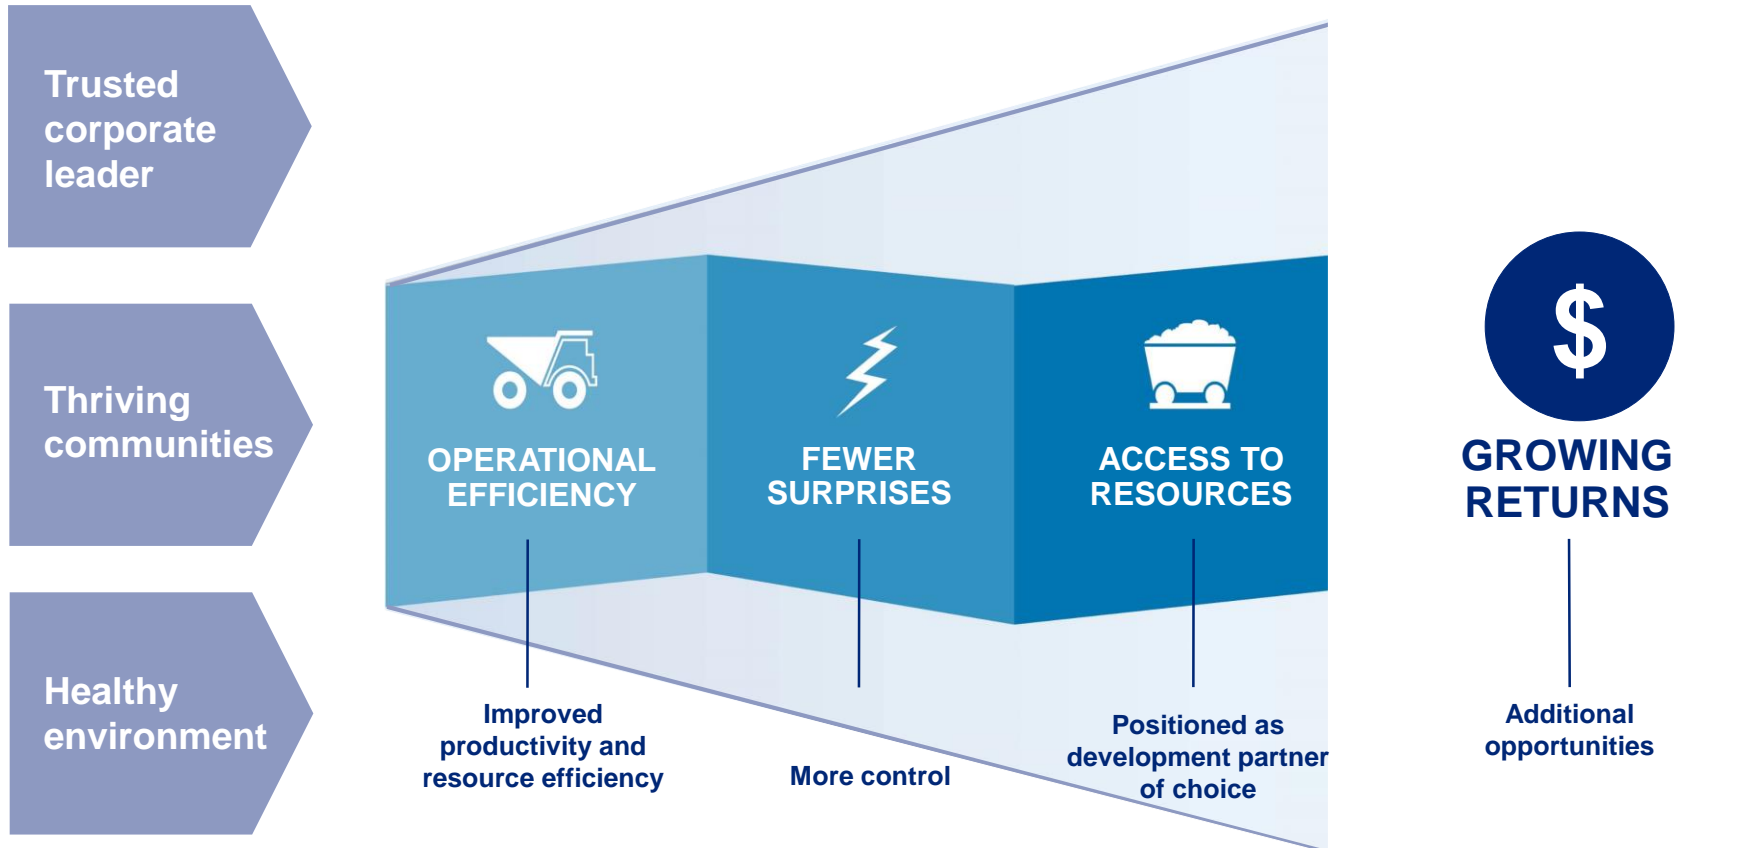 Trusted
corporate
leader
Thriving
communities
Healthy
environment
OPERATIONAL
EFFICIENCY
Improved
productivity and
resource efficiency
FEWER
SURPRISES
More control
ACCESS TO
RESOURCES
Positioned as
development partner
of choice
$
GROWING
RETURNS
Additional
opportunities